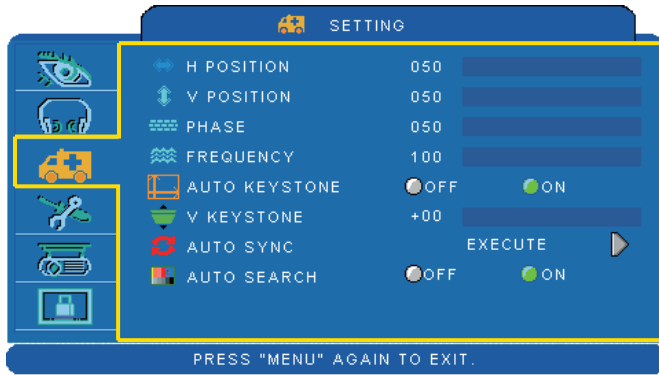 SETTING
H POSITION 050
V POSITION 050
PHASE 050
FREQUENCY 100
AUTO KEYSTONE OFF ON
V KEYSTONE +00
AUTO SYNC EXECUTE
AUTO SEARCH OFF ON
PRESS "MENU" AGAIN TO EXIT.